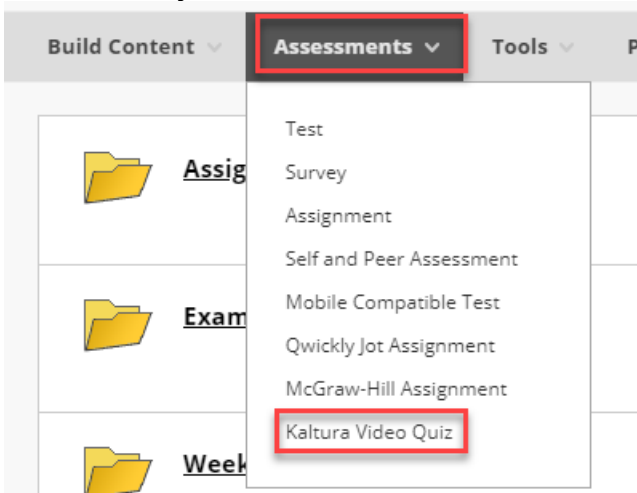 Build Content Assessments Tools P
Test
Assig
Survey
Assignment
Self and Peer Assessment
Mobile Compatible Test
Exam
Qwickly Jot Assignment
McGraw-Hill Assignment
Kaltura Video Quiz
Week